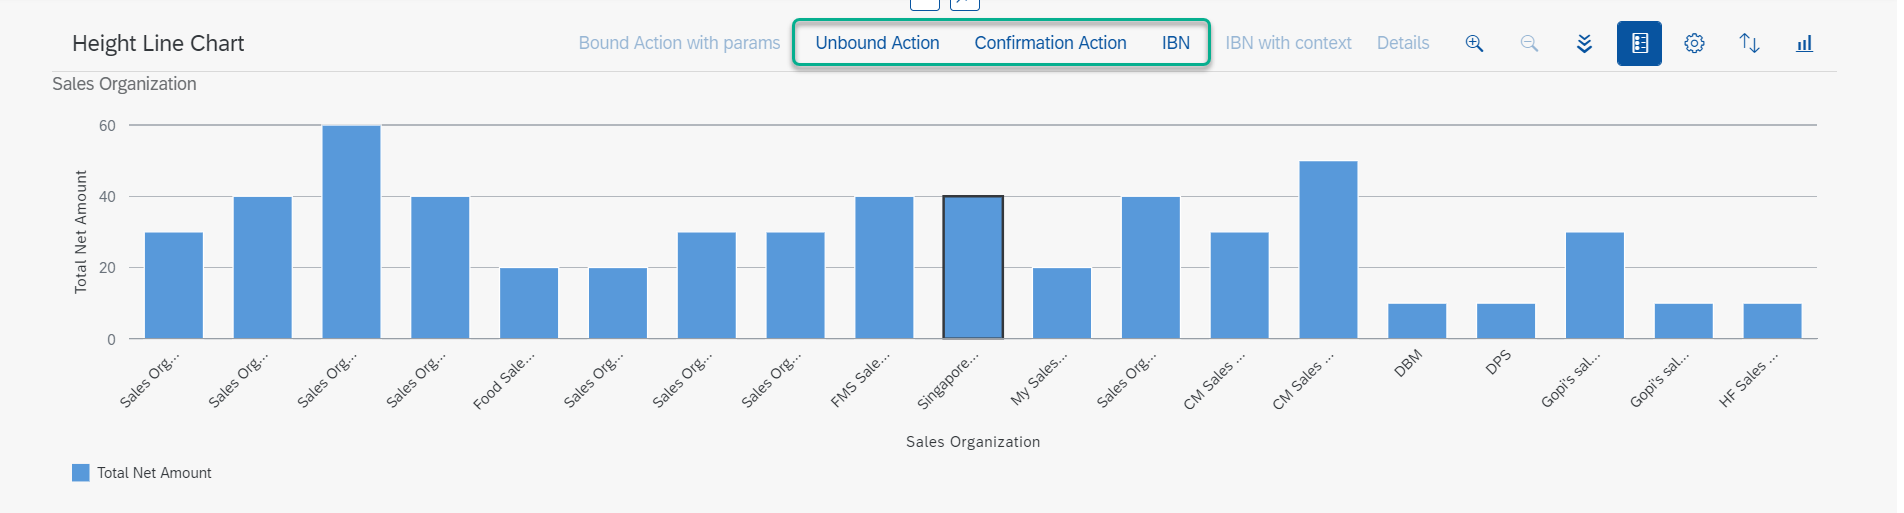 Height Line Chart
Bound Action with params Unbound Action Confirmation Action IBN IBN with context Details
Sales Organization
Total Net Amount
60
40
20
0
Sales Org...
Sales Org...
Sales Org...
Sales Org...
Food Sale...
Sales Org...
Sales Org...
Sales Org...
FMS Sale...
Singapore...
My Sales...
Sales Org...
CM Sales ...
CM Sales ...
DBM
DPS
Gopi's sal...
Gopi's sal...
HF Sales ...
Sales Organization
Total Net Amount